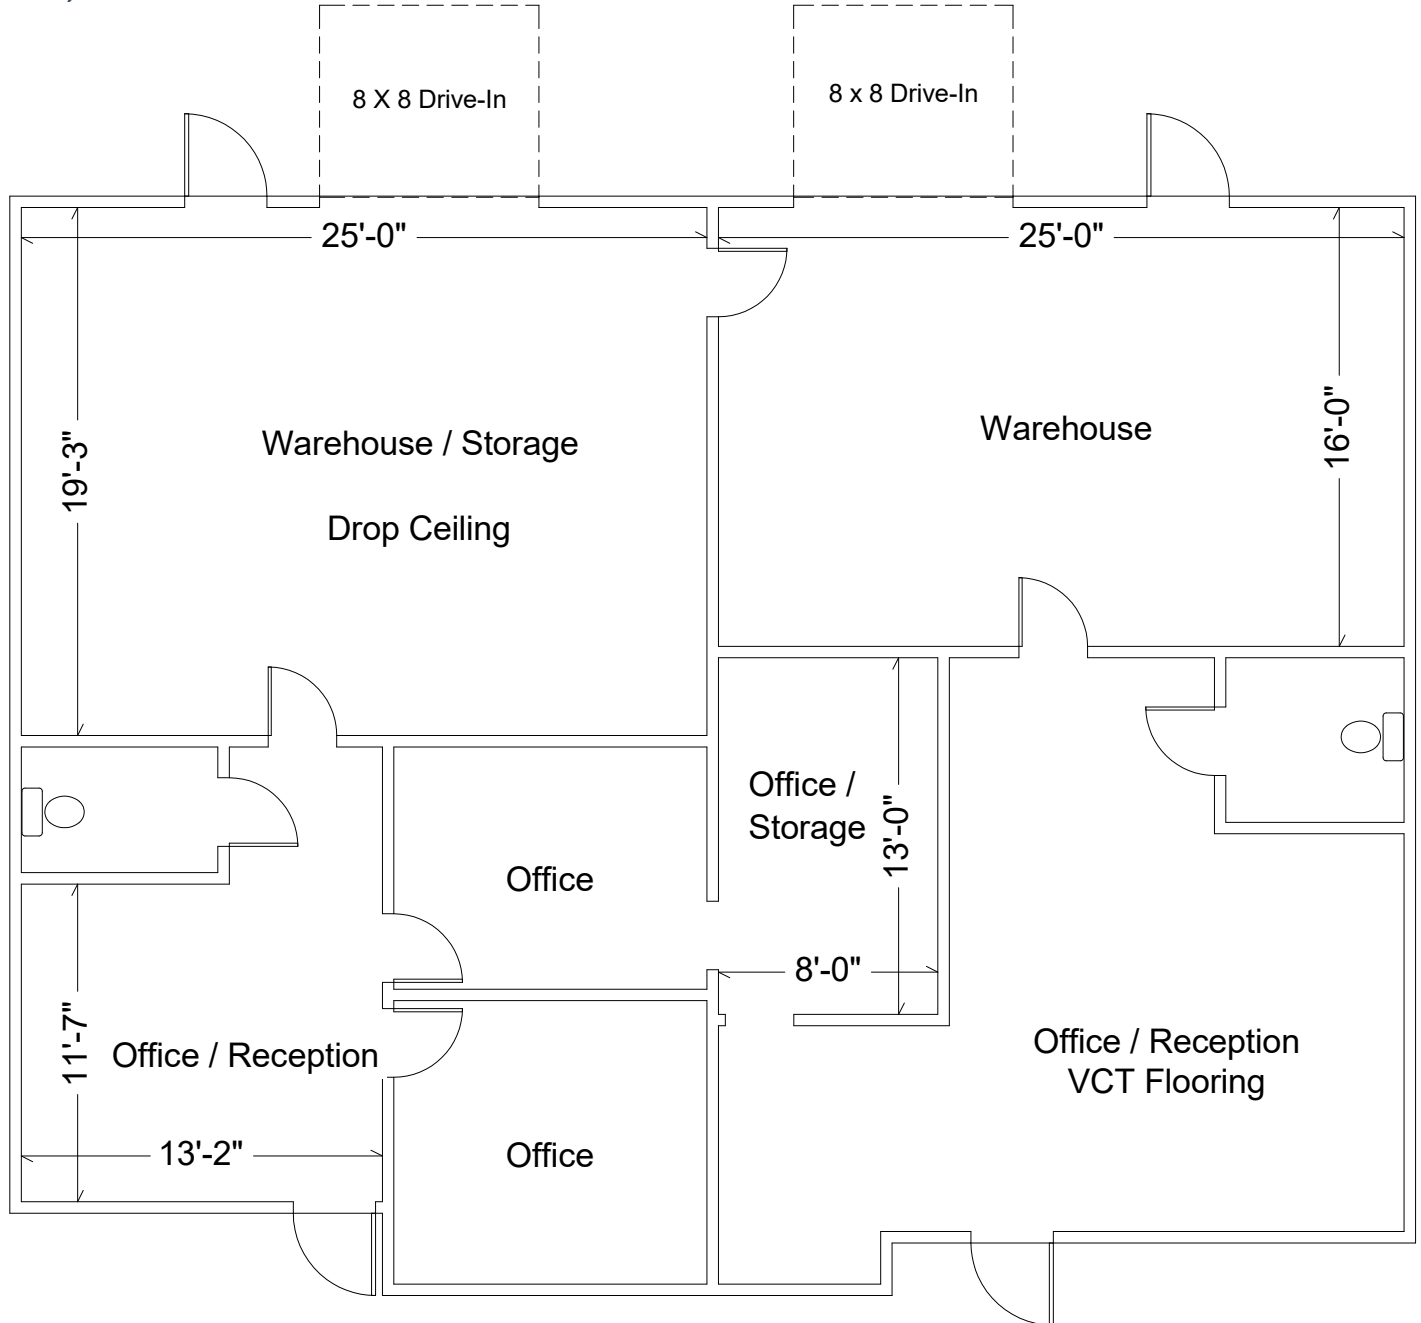 8 X 8 Drive-In
8 x 8 Drive-In
25'-0"
25'-0"
19'-3"
Warehouse / Storage
Drop Ceiling
Warehouse
16'-0"
Office /
Storage
13'-0"
Office
8'-0"
11'-7"
Office / Reception
13'-2"
Office
Office / Reception
VCT Flooring